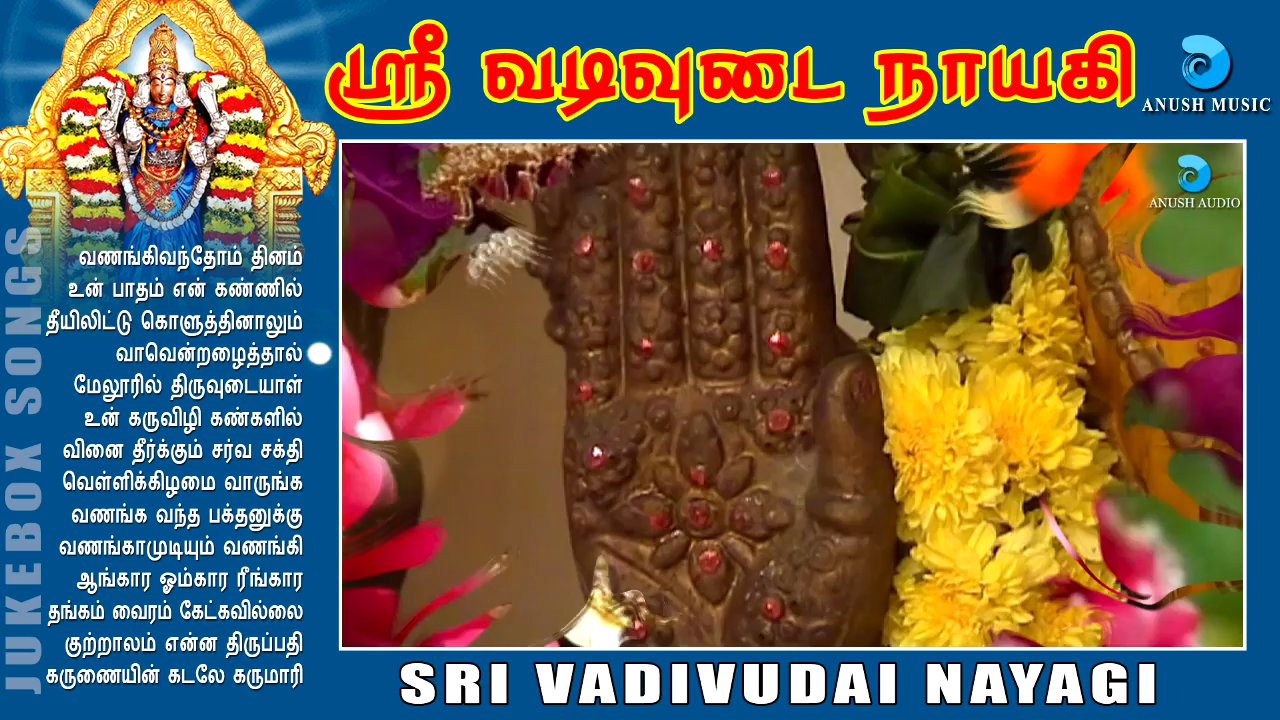 ஸ்ரீ வடிவுடை நாயகி
ANUSH MUSIC
ANUSH AUDIO
JUKEBOX SONGS
வணங்கிவந்தோம் தினம்
உன் பாதம் என் கண்ணில்
தீயிலிட்டு கொளுத்தினாலும்
வாவென்றழைத்தால்
மேலூரில் திருவுடையாள்
உன் கருவிழி கண்களில்
வினை தீர்க்கும் சர்வ சக்தி
வெள்ளிக்கிழமை வாருங்க
வணங்க வந்த பக்தனுக்கு
வணங்காமுடியும் வணங்கி
ஆங்கார ஓம்கார ரீங்கார
தங்கம் வைரம் கேட்கவில்லை
குற்றாலம் என்ன திருப்பதி
கருணையின் கடலே கருமாரி
SRI VADIVUDAI NAYAGI